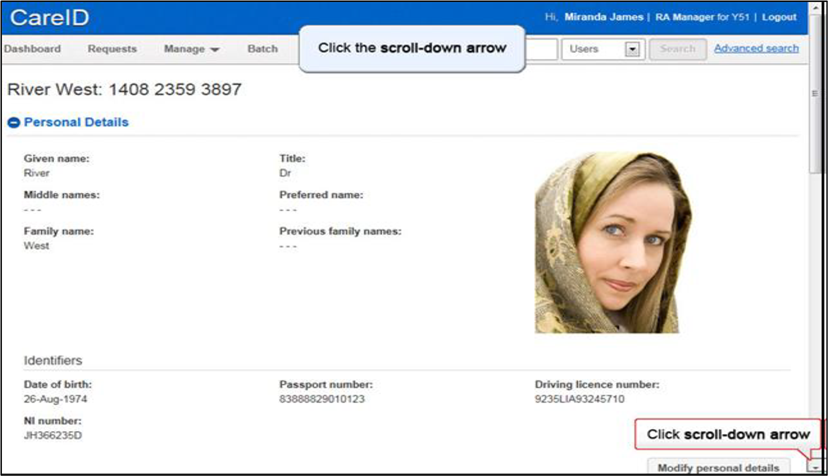 CareID
Hi, Miranda James | RA Manager for Y51 | Logout
Dashboard Requests Manage Batch
Click the scroll-down arrow
Users Search Advanced search
River West: 1408 2359 3897
Personal Details
Given name: Title:
River Dr
Middle names: Preferred name:
- - - - - -
Family name: Previous family names:
West - - -
Identifiers
Date of birth: Passport number: Driving licence number:
26-Aug-1974 83888829010123 9235LIA93245710
NI number:
JH366235D
Click scroll-down arrow
Modify personal details